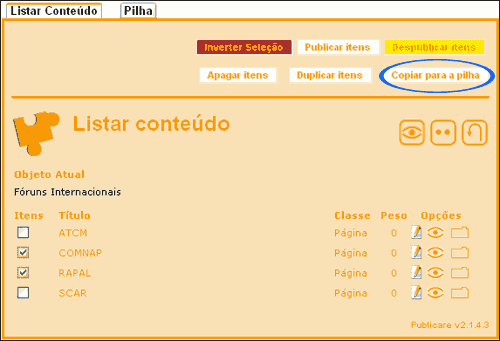 Listar Conteúdo Pilha
Inverter Seleção Publicar itens Despublicar itens
Apagar itens Duplicar itens Copiar para a pilha
Listar conteúdo
Objeto Atual
Fóruns Internacionais
Itens Título Classe Peso Opções
ATCM Página 0
COMNAP Página 0
RAPAL Página 0
SCAR Página 0
Publicare v2.1.4.3